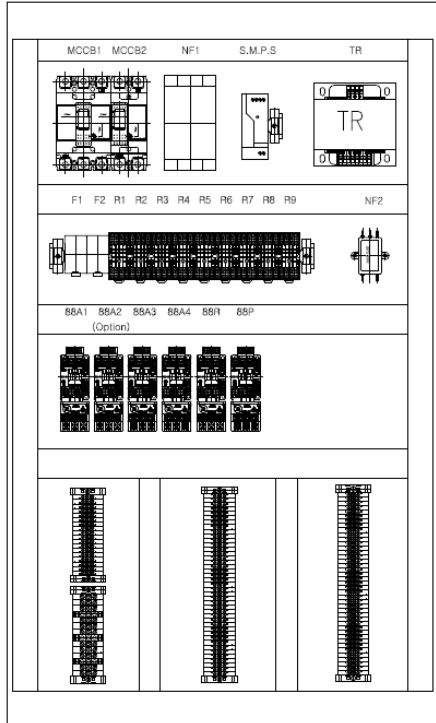 MCCB1 MCCB2 NF1 S.M.P.S TR
TR
F1 F2 R1 R2 R3 R4 R5 R6 R7 R8 R9 NF2
88A1 88A2 88A3 88A4 88R 88P
(Option)